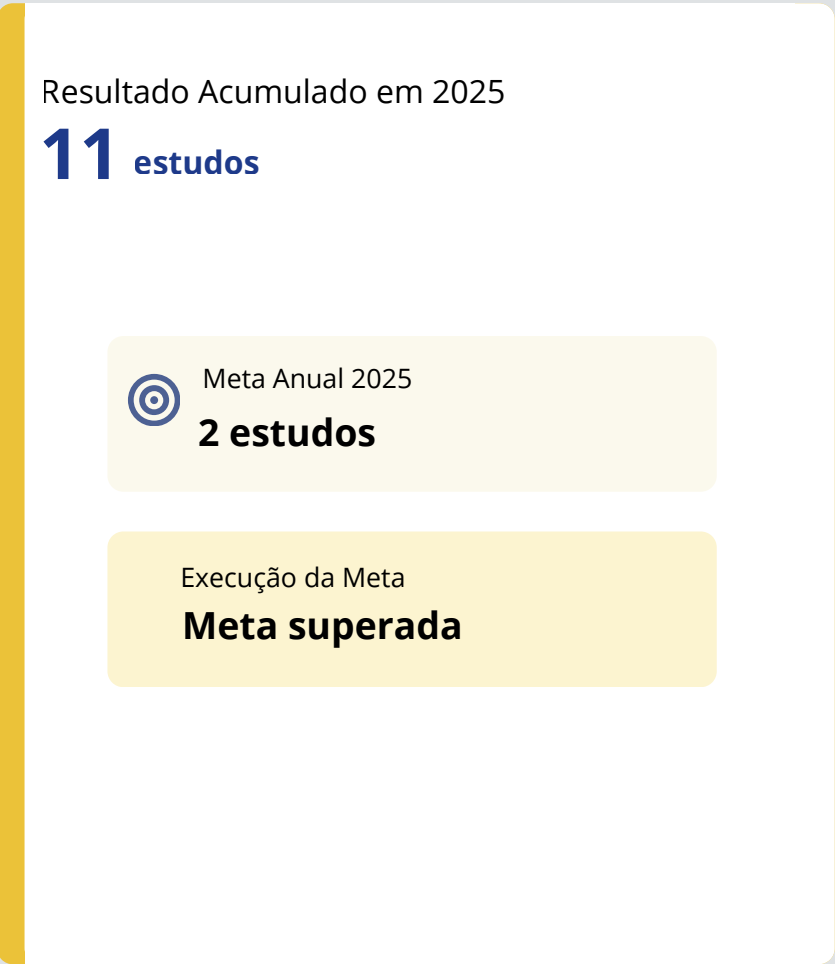 Resultado Acumulado em 2025
11 estudos
Meta Anual 2025
2 estudos
Execução da Meta
Meta superada